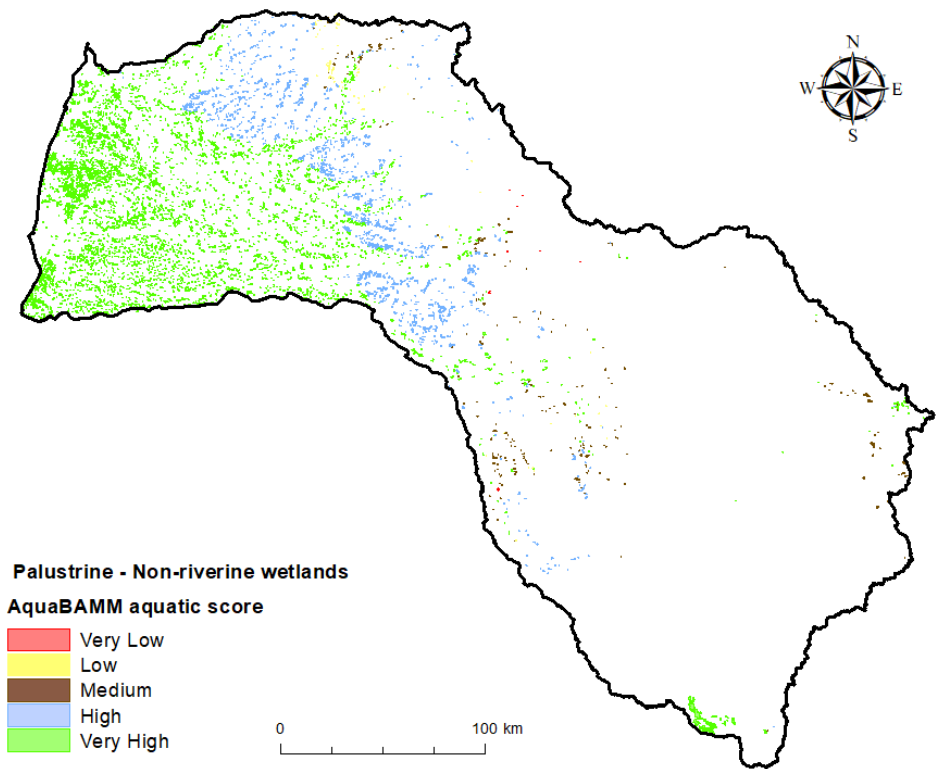 N
W E
S
Palustrine - Non-riverine wetlands
AquaBAMM aquatic score
Very Low
Low
Medium
High
Very High
0 100 km